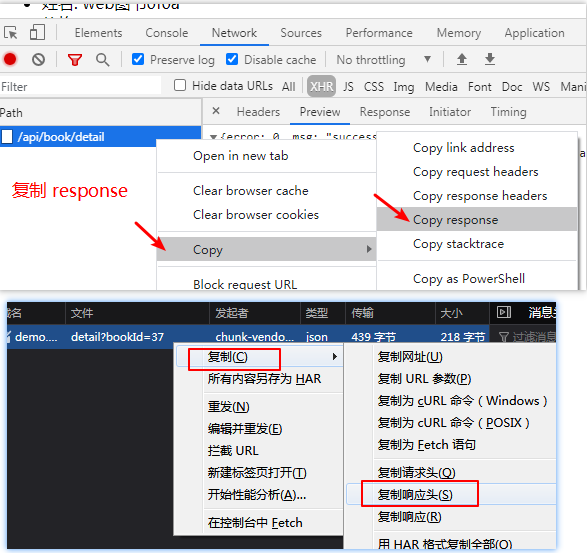 Elements Console Network Sources Performance Memory Application
Preserve log Disable cache No throttling
Filter Hide data URLs All XHR JS CSS Img Media Font Doc WS Mani
Path Headers Preview Response Initiator Timing
/api/book/detail
Open in new tab
Clear browser cache
Clear browser cookies
Copy
Block request URL
Copy link address
Copy request headers
Copy response headers
Copy response
Copy stacktrace
Copy as PowerShell
复制 response
文件 发起者 类型 传输 大小 消息
demo.... detail?bookId=37 chunk-vendo... json 439 字节 218 字节 过滤消息
复制(C)
所有内容另存为 HAR
重发(N)
编辑并重发(E)
拦截 URL
新建标签页打开(T)
开始性能分析(A)...
在控制台中 Fetch
复制网址(U)
复制 URL 参数(P)
复制为 cURL 命令（Windows）
复制为 cURL 命令（POSIX）
复制为 Fetch 语句
复制请求头(Q)
复制响应头(S)
复制响应(R)
用 HAR 格式复制全部(O)